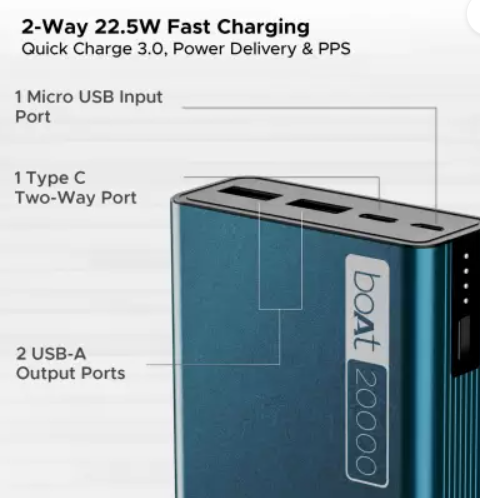 2-Way 22.5W Fast Charging
Quick Charge 3.0, Power Delivery & PPS
1 Micro USB Input
Port
1 Type C
Two-Way Port
2 USB-A
Output Ports
boAt 20000